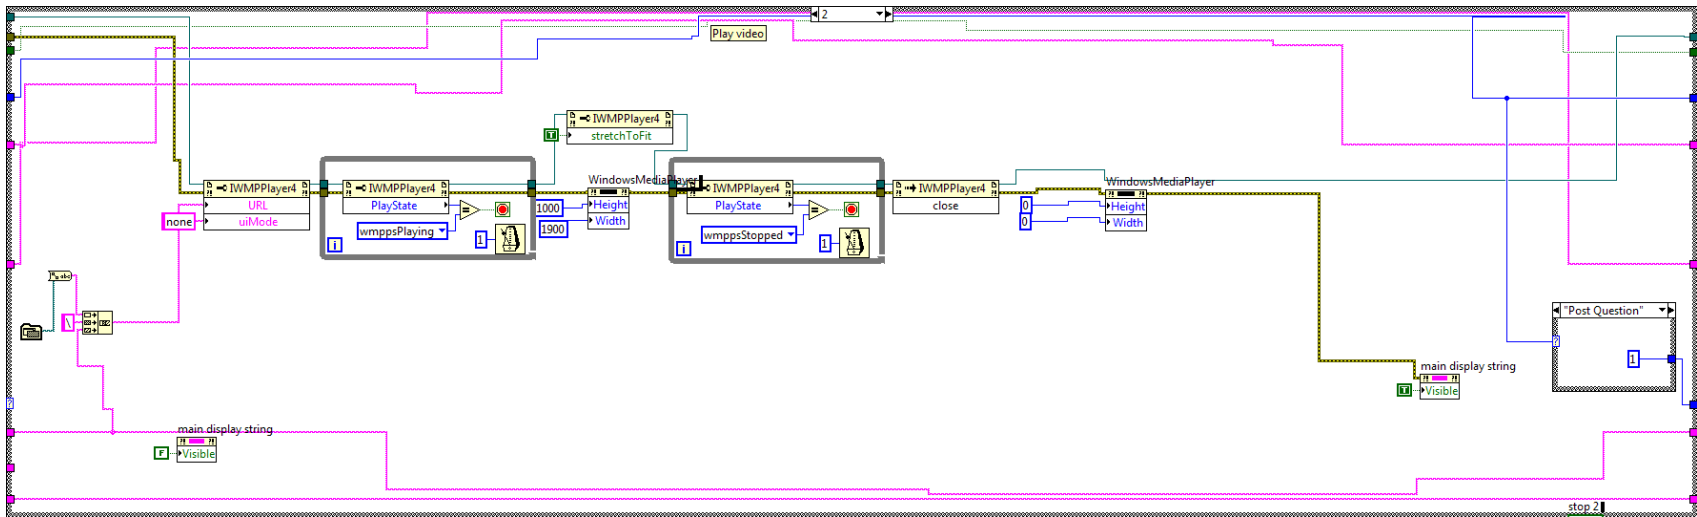 2
Play video
IWMPPlayer4
stretchToFit
T
IWMPPlayer4
URL
uiMode
none
IWMPPlayer4
PlayState
wmppsPlaying
=
1
i
WindowsMediaPlayer
Height
Width
1000
1900
IWMPPlayer4
PlayState
wmppsStopped
=
1
i
IWMPPlayer4
close
WindowsMediaPlayer
Height
Width
0
0
\
"Post Question"
?
1
main display string
Visible
T
?
main display string
Visible
F
stop 2